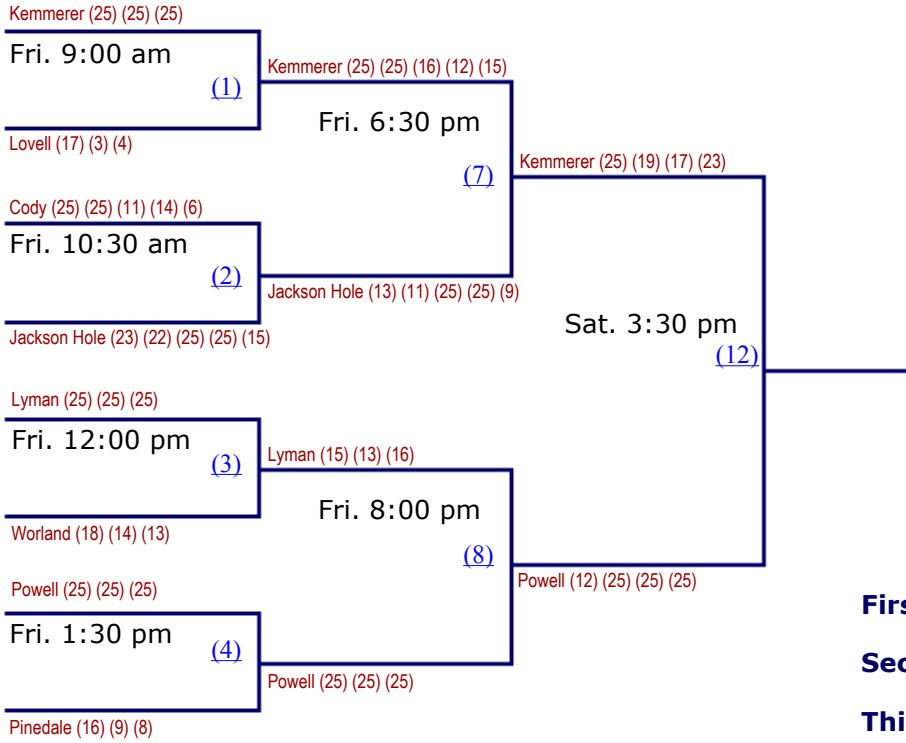 Kemmerer (25) (25) (25)
Fri. 9:00 am
(1)
Lovell (17) (3) (4)
Kemmerer (25) (25) (16) (12) (15)
Fri. 6:30 pm
(7)
Cody (25) (25) (11) (14) (6)
Fri. 10:30 am
(2)
Jackson Hole (23) (22) (25) (25) (15)
Jackson Hole (13) (11) (25) (25) (9)
Kemmerer (25) (19) (17) (23)
Sat. 3:30 pm
(12)
Lyman (25) (25) (25)
Fri. 12:00 pm
(3)
Worland (18) (14) (13)
Lyman (15) (13) (16)
Fri. 8:00 pm
(8)
Powell (12) (25) (25) (25)
Powell (25) (25) (25)
Fri. 1:30 pm
(4)
Pinedale (16) (9) (8)
Powell (25) (25) (25)
Firs
Sec
Thi